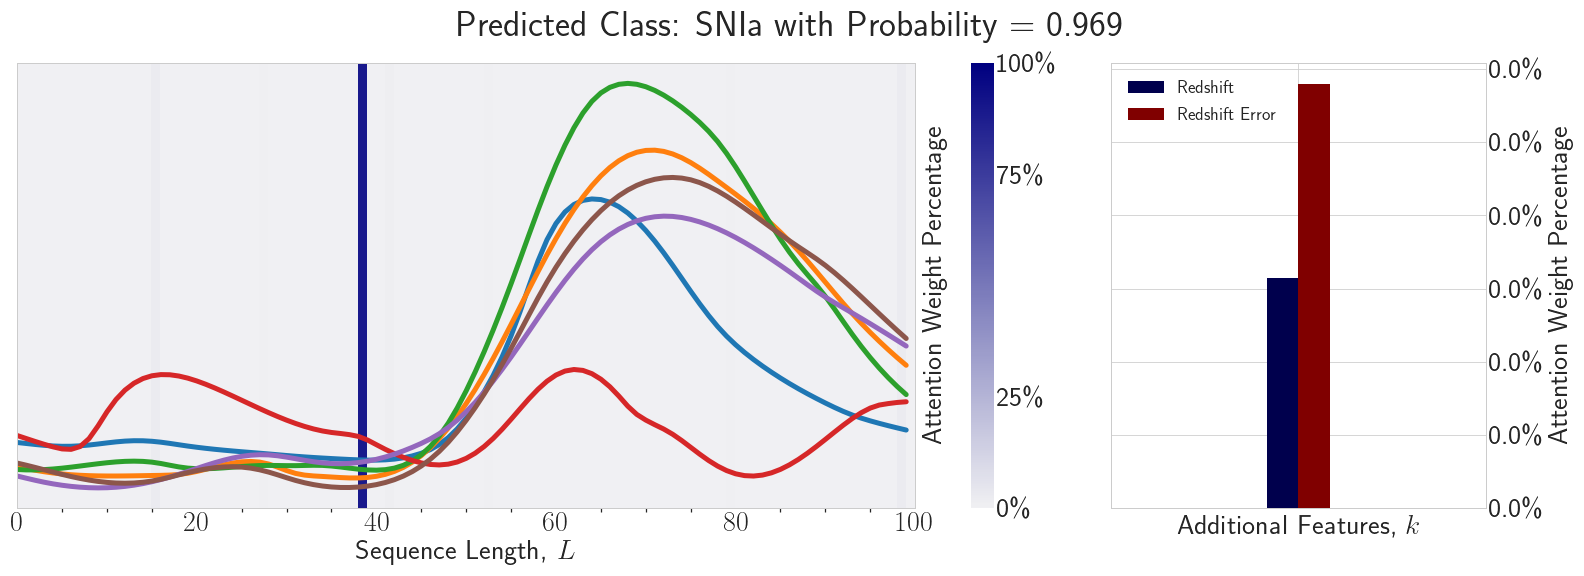 Predicted Class: SNIa with Probability = 0.969
0
20
40
60
80
100
Sequence Length, L
100%
75%
25%
0%
Attention Weight Percentage
Redshift
Redshift Error
0.0%
0.0%
0.0%
0.0%
0.0%
0.0%
0.0%
Attention Weight Percentage
Additional Features, k